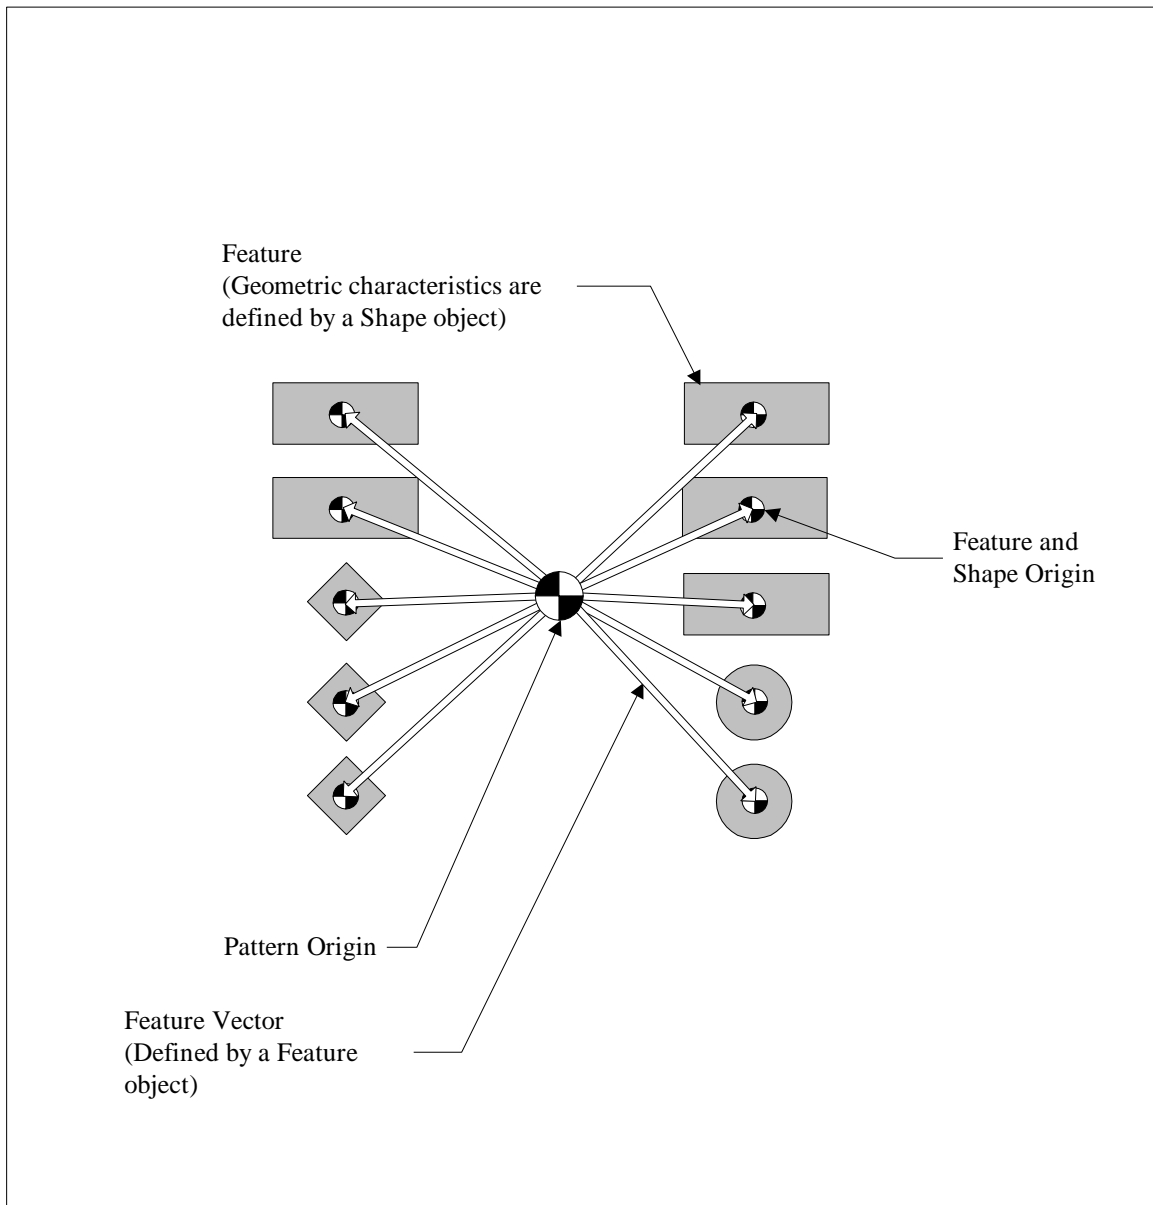 Feature
(Geometric characteristics are
defined by a Shape object)
Feature and
Shape Origin
Pattern Origin
Feature Vector
(Defined by a Feature
object)